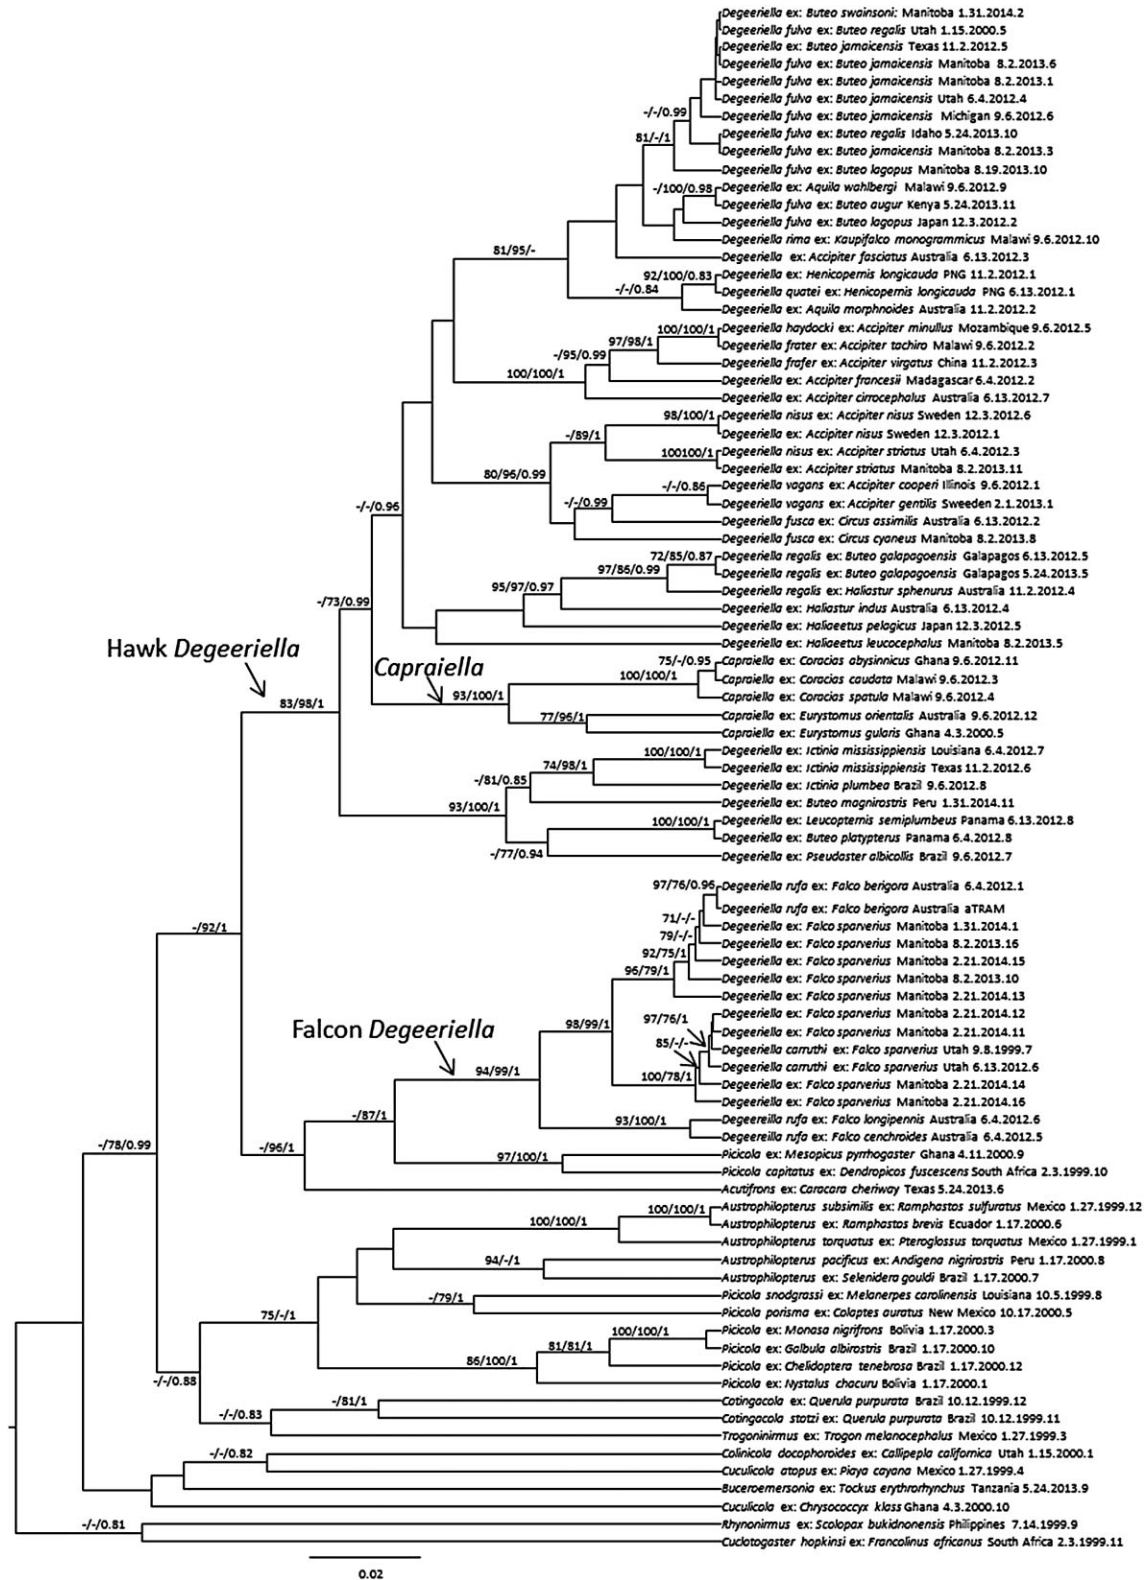 Degeeriella ex: Buteo swainsoni: Manitoba 1.31.2014.2
Degeeriella fulva ex: Buteo regalis Utah 1.15.2000.5
Degeeriella ex: Buteo jamaicensis Texas 11.2.2012.5
Degeeriella fulva ex: Buteo jamaicensis Manitoba 8.2.2013.6
Degeeriella fulva ex: Buteo jamaicensis Manitoba 8.2.2013.1
Degeeriella fulva ex: Buteo jamaicensis Utah 6.4.2012.4
-/-/0.99
Degeeriella fulva ex: Buteo jamaicensis Michigan 9.6.2012.6
Degeeriella fulva ex: Buteo regalis Idaho 5.24.2013.10
81/-/1
Degeeriella fulva ex: Buteo jamaicensis Manitoba 8.2.2013.3
Degeeriella fulva ex: Buteo lagopus Manitoba 8.19.2013.10
-/100/0.98
Degeeriella ex: Aquila wahlbergi Malawi 9.6.2012.9
Degeeriella fulva ex: Buteo augur Kenya 5.24.2013.11
Degeeriella fulva ex: Buteo lagopus Japan 12.3.2012.2
Degeeriella rima ex: Kaupifalco monogrammicus Malawi 9.6.2012.10
81/95/-
Degeeriella ex: Accipiter fasciatus Australia 6.13.2012.3
92/100/0.83
Degeeriella ex: Henicopernis longicauda PNG 11.2.2012.1
-/-/0.84
Degeeriella quatei ex: Henicopernis longicauda PNG 6.13.2012.1
Degeeriella ex: Aquila morphnoides Australia 11.2.2012.2
100/100/1
Degeeriella haydocki ex: Accipiter minullus Mozambique 9.6.2012.5
97/98/1
Degeeriella frater ex: Accipiter tachiro Malawi 9.6.2012.2
-/95/0.99
Degeeriella frafer ex: Accipiter virgatus China 11.2.2012.3
100/100/1
Degeeriella ex: Accipiter francesii Madagascar 6.4.2012.2
Degeeriella ex: Accipiter cirrocephalus Australia 6.13.2012.7
98/100/1
Degeeriella nisus ex: Accipiter nisus Sweden 12.3.2012.6
-/89/1
Degeeriella ex: Accipiter nisus Sweden 12.3.2012.1
100100/1
Degeeriella nisus ex: Accipiter striatus Utah 6.4.2012.3
80/96/0.99
Degeeriella ex: Accipiter striatus Manitoba 8.2.2013.11
-/-/0.86
Degeeriella vagans ex: Accipiter cooperi Illinois 9.6.2012.1
-/-/0.99
Degeeriella vagans ex: Accipiter gentilis Sweeden 2.1.2013.1
-/-/0.96
Degeeriella fusca ex: Circus assimilis Australia 6.13.2012.2
Degeeriella fusca ex: Circus cyaneus Manitoba 8.2.2013.8
72/85/0.87
Degeeriella regalis ex: Buteo galapagoensis Galapagos 6.13.2012.5
97/86/0.99
Degeeriella regalis ex: Buteo galapagoensis Galapagos 5.24.2013.5
95/97/0.97
Degeeriella regalis ex: Haliastur sphenurus Australia 11.2.2012.4
-/73/0.99
Degeeriella ex: Haliastur indus Australia 6.13.2012.4
Degeeriella ex: Haliaeetus pelagicus Japan 12.3.2012.5
Degeeriella ex: Haliaeetus leucocephalus Manitoba 8.2.2013.5
Hawk Degeeriella
Capraiella
75/-/0.95
Capraiella ex: Coracias abysinnicus Ghana 9.6.2012.11
100/100/1
Capraiella ex: Coracias caudata Malawi 9.6.2012.3
93/100/1
Capraiella ex: Coracias spatula Malawi 9.6.2012.4
83/98/1
77/96/1
Capraiella ex: Eurystomus orientalis Australia 9.6.2012.12
Capraiella ex: Eurystomus gularis Ghana 4.3.2000.5
100/100/1
Degeeriella ex: Ictinia mississippiensis Louisiana 6.4.2012.7
74/98/1
Degeeriella ex: Ictinia mississippiensis Texas 11.2.2012.6
-/81/0.85
Degeeriella ex: Ictinia plumbea Brazil 9.6.2012.8
93/100/1
Degeeriella ex: Buteo magnirostris Peru 1.31.2014.11
100/100/1
Degeeriella ex: Leucopternis semiplumbeus Panama 6.13.2012.8
Degeeriella ex: Buteo platypterus Panama 6.4.2012.8
-/77/0.94
Degeeriella ex: Pseudaster albicollis Brazil 9.6.2012.7
97/76/0.96
Degeeriella rufa ex: Falco berigora Australia 6.4.2012.1
Degeeriella rufa ex: Falco berigora Australia aTRAM
71/-/-
Degeeriella ex: Falco sparverius Manitoba 1.31.2014.1
-/92/1
79/-/-
Degeeriella ex: Falco sparverius Manitoba 8.2.2013.16
92/75/1
Degeeriella ex: Falco sparverius Manitoba 2.21.2014.15
96/79/1
Degeeriella ex: Falco sparverius Manitoba 8.2.2013.10
Degeeriella ex: Falco sparverius Manitoba 2.21.2014.13
97/76/1
Degeeriella ex: Falco sparverius Manitoba 2.21.2014.12
Falcon Degeeriella
98/99/1
Degeeriella ex: Falco sparverius Manitoba 2.21.2014.11
85/-/-
Degeeriella carruthi ex: Falco sparverius Utah 9.8.1999.7
94/99/1
Degeeriella carruthi ex: Falco sparverius Utah 6.13.2012.6
100/78/1
Degeeriella ex: Falco sparverius Manitoba 2.21.2014.14
Degeeriella ex: Falco sparverius Manitoba 2.21.2014.16
-/87/1
93/100/1
Degeereilla rufa ex: Falco longipennis Australia 6.4.2012.6
Degeereilla rufa ex: Falco cenchroides Australia 6.4.2012.5
-/78/0.99
-/96/1
97/100/1
Picicola ex: Mesopicus pyrrhogaster Ghana 4.11.2000.9
Picicola capitatus ex: Dendropicos fuscescens South Africa 2.3.1999.10
Acutifrons ex: Caracara cheriway Texas 5.24.2013.6
100/100/1
Austrophilopterus subsimilis ex: Ramphastos sulfuratus Mexico 1.27.1999.12
100/100/1
Austrophilopterus ex: Ramphastos brevis Ecuador 1.17.2000.6
Austrophilopterus torquatus ex: Pteroglossus torquatus Mexico 1.27.1999.1
94/-/1
Austrophilopterus pacificus ex: Andigena nigrirostris Peru 1.17.2000.8
Austrophilopterus ex: Selenidera gouldi Brazil 1.17.2000.7
-/79/1
Picicola snodgrassi ex: Melanerpes carolinensis Louisiana 10.5.1999.8
75/-/1
Picicola porisma ex: Colaptes auratus New Mexico 10.17.2000.5
100/100/1
Picicola ex: Monasa nigrifrons Bolivia 1.17.2000.3
81/81/1
Picicola ex: Galbula albirostris Brazil 1.17.2000.10
86/100/1
Picicola ex: Chelidoptera tenebrosa Brazil 1.17.2000.12
-/-/0.88
Picicola ex: Nystalus chacuru Bolivia 1.17.2000.1
-/81/1
Cotingacola ex: Querula purpurata Brazil 10.12.1999.12
-/-/0.83
Cotingacola stotzi ex: Querula purpurata Brazil 10.12.1999.11
Trogoninirmus ex: Trogon melanocephalus Mexico 1.27.1999.3
-/-/0.82
Colinicola docophoroides ex: Callipepla californica Utah 1.15.2000.1
Cuculicola atopus ex: Piaya cayana Mexico 1.27.1999.4
Buceroemersonia ex: Tockus erythrorhynchus Tanzania 5.24.2013.9
Cuculicola ex: Chrysococcyx klass Ghana 4.3.2000.10
-/-/0.81
Rhynonirmus ex: Scolopax bukidnonensis Philippines 7.14.1999.9
Cuclotogaster hopkinsi ex: Francolinus africanus South Africa 2.3.1999.11
0.02